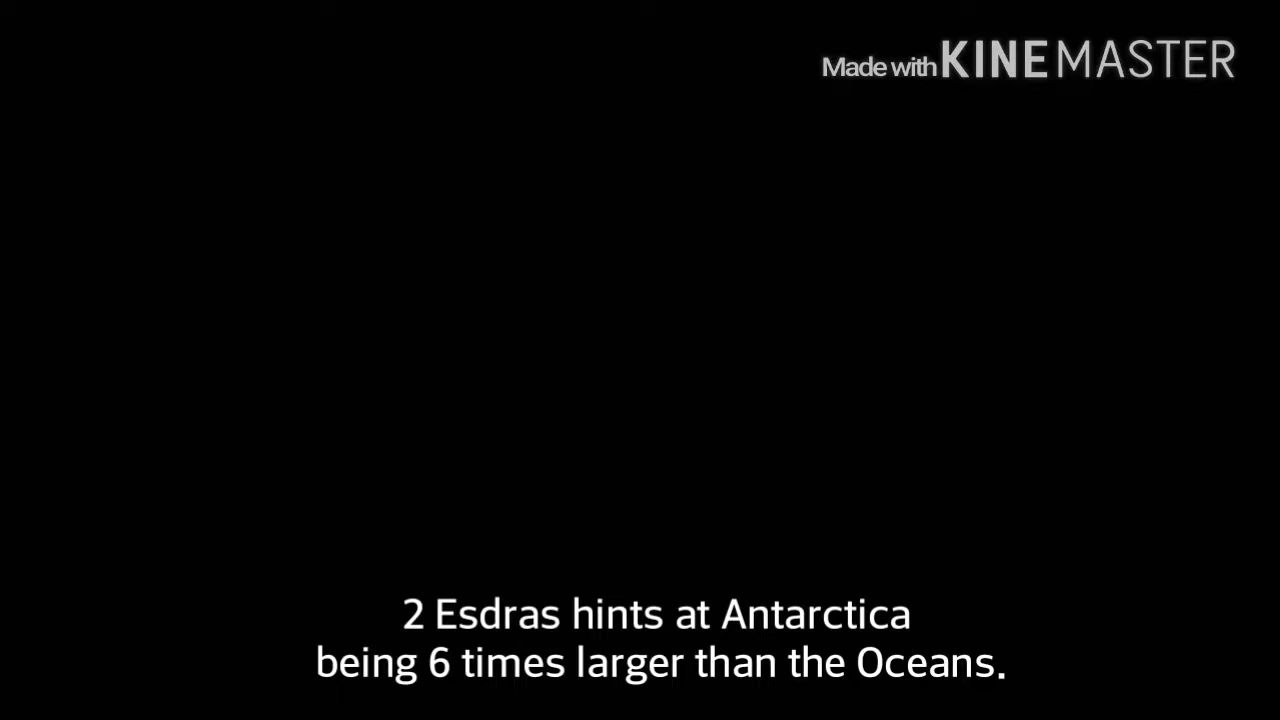 Made with KINEMASTER
2 Esdras hints at Antarctica
being 6 times larger than the Oceans.